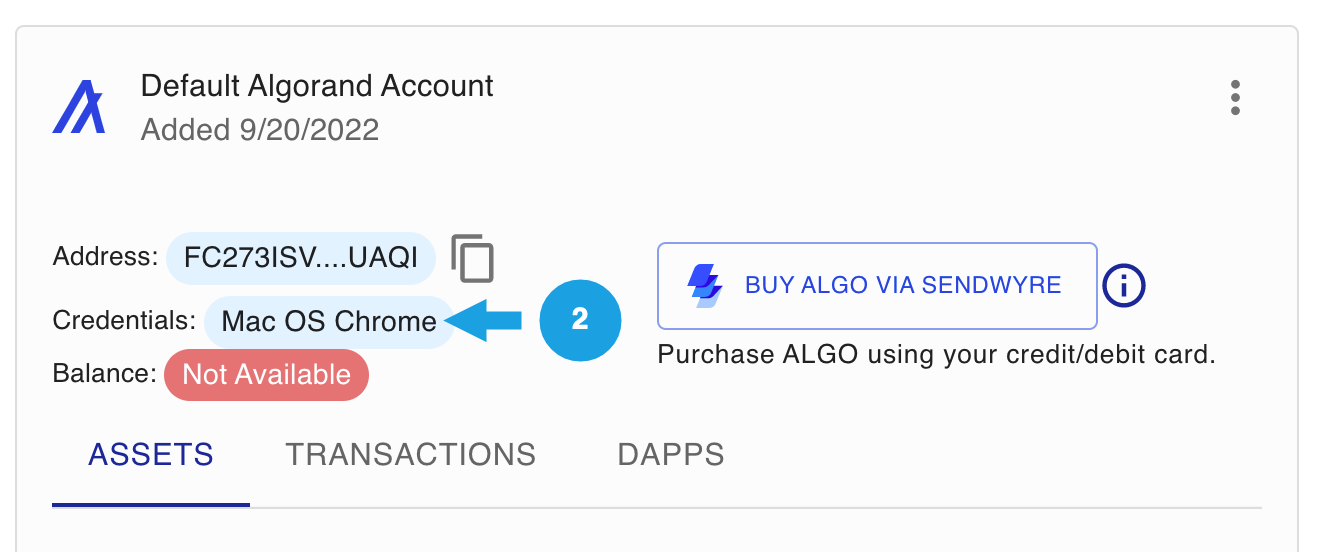 Default Algorand Account
Added 9/20/2022
Address: FC273ISV....UAQI
Credentials: Mac OS Chrome
2
Balance: Not Available
BUY ALGO VIA SENDWYRE
Purchase ALGO using your credit/debit card.
ASSETS TRANSACTIONS DAPPS